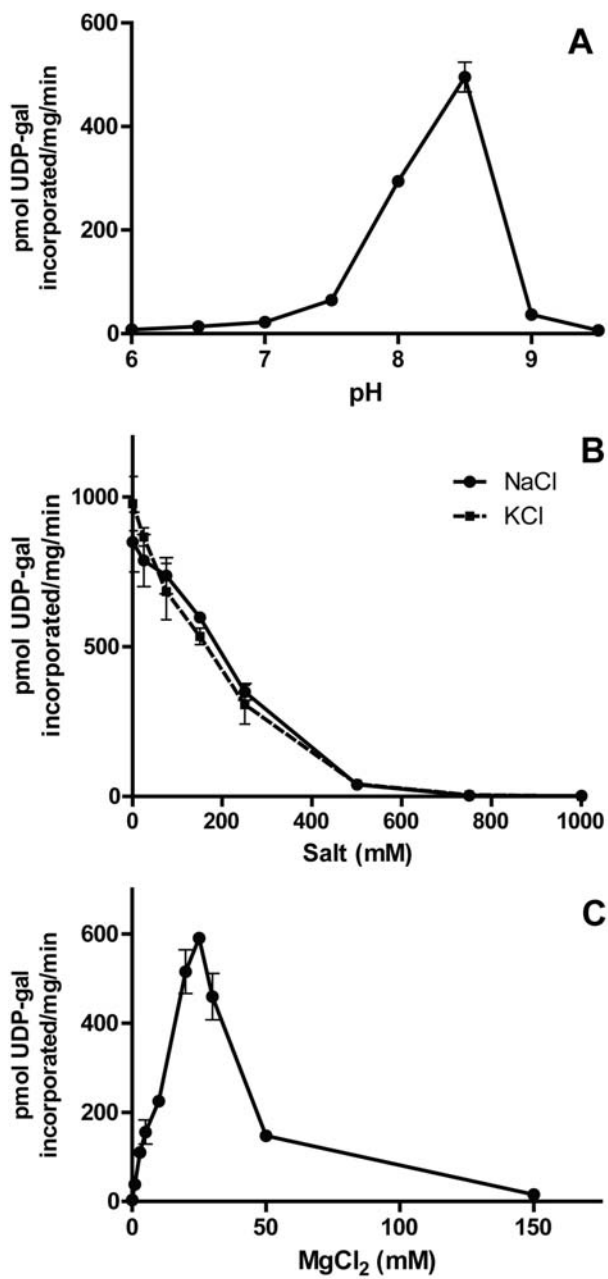 A
pmol UDP-gal
incorporated/mg/min
600
400
200
0
6 7 8 9
pH
B
NaCl
KCl
pmol UDP-gal
incorporated/mg/min
1000
500
0
0 200 400 600 800 1000
Salt (mM)
C
pmol UDP-gal
incorporated/mg/min
600
400
200
0
0 50 100 150
MgCl₂ (mM)